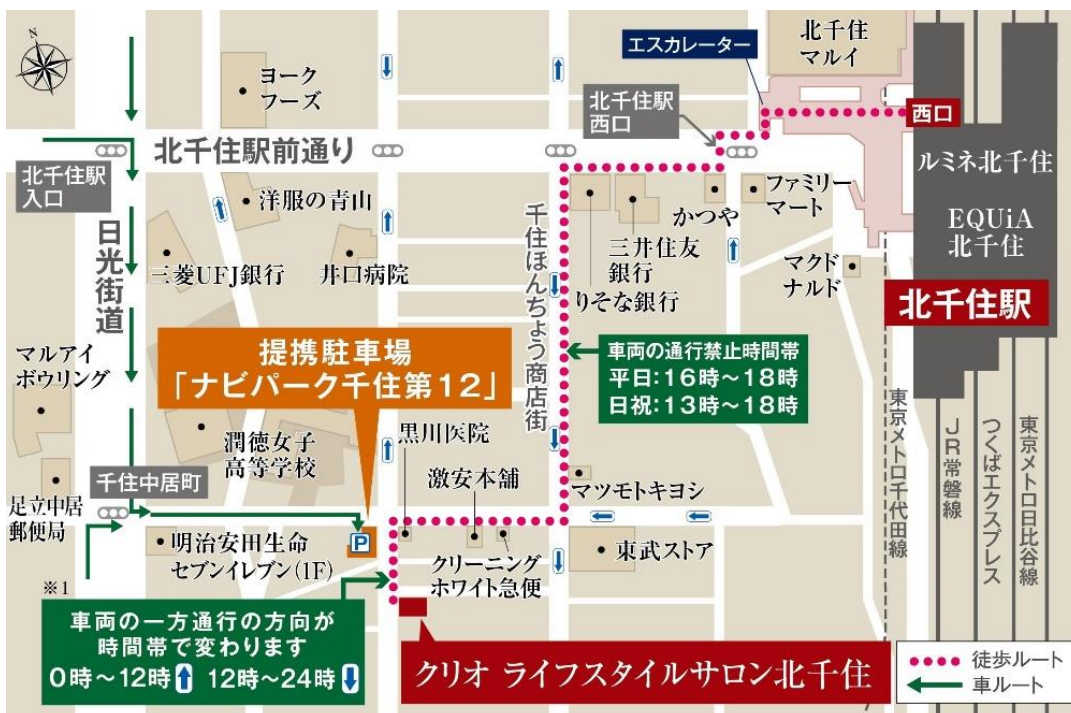 N
ヨーク
フーズ
エスカレーター
北千住
マルイ
北千住駅
西口
西口
北千住駅前通り
北千住駅
入口
洋服の青山
三菱UFJ銀行
井口病院
日光街道
千住ほんちょう商店街
りそな銀行
三井住友
銀行
かつや
ファミリー
マート
マクド
ナルド
ルミネ北千住
EQUiA
北千住
北千住駅
マルアイ
ボウリング
提携駐車場
「ナビパーク千住第12」
車両の通行禁止時間帯
平日:16時～18時
日祝:13時～18時
潤徳女子
高等学校
黒川医院
激安本舗
マツモトキヨシ
千住中居町
足立中居
郵便局
明治安田生命
セブンイレブン(1F)
P
クリーニング
ホワイト急便
東武ストア
東京メトロ千代田線
JR常磐線
つくばエクスプレス
東京メトロ日比谷線
※1
車両の一方通行の方向が
時間帯で変わります
0時～12時 12時～24時
クリオ ライフスタイルサロン北千住
徒歩ルート
車ルート